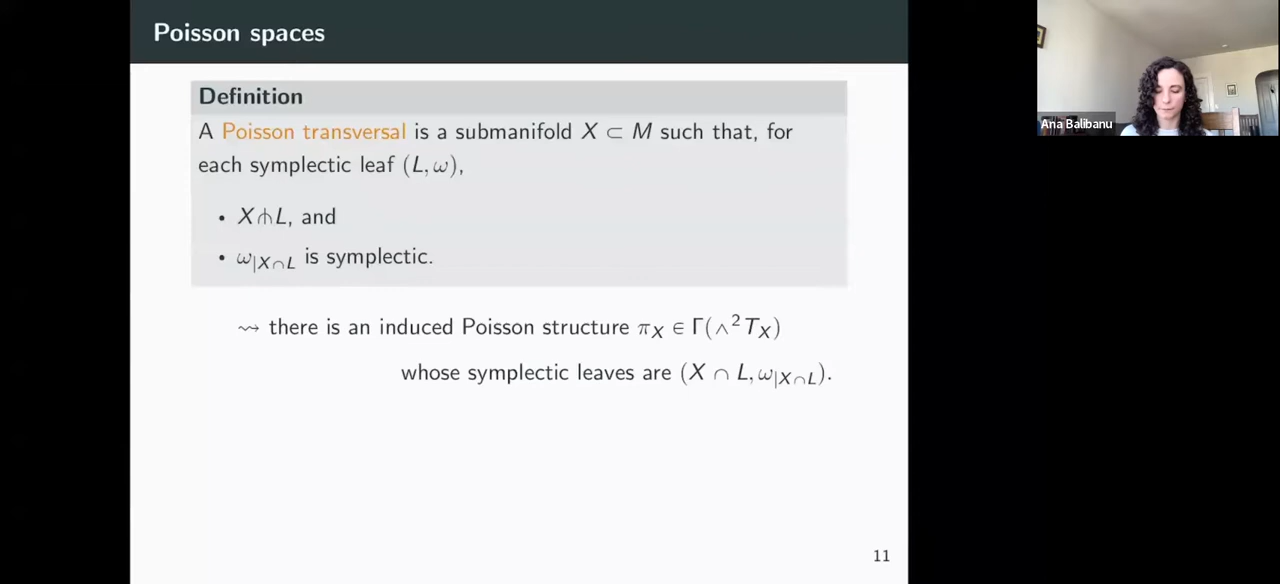 Poisson spaces
Definition
A Poisson transversal is a submanifold X ⊂ M such that, for
each symplectic leaf (L, ω),
• X⋔L, and
• ω|X∩L is symplectic.
⇝ there is an induced Poisson structure πX ∈ Γ(∧²TX)
whose symplectic leaves are (X ∩ L, ω|X∩L).
11
Ana Balibanu